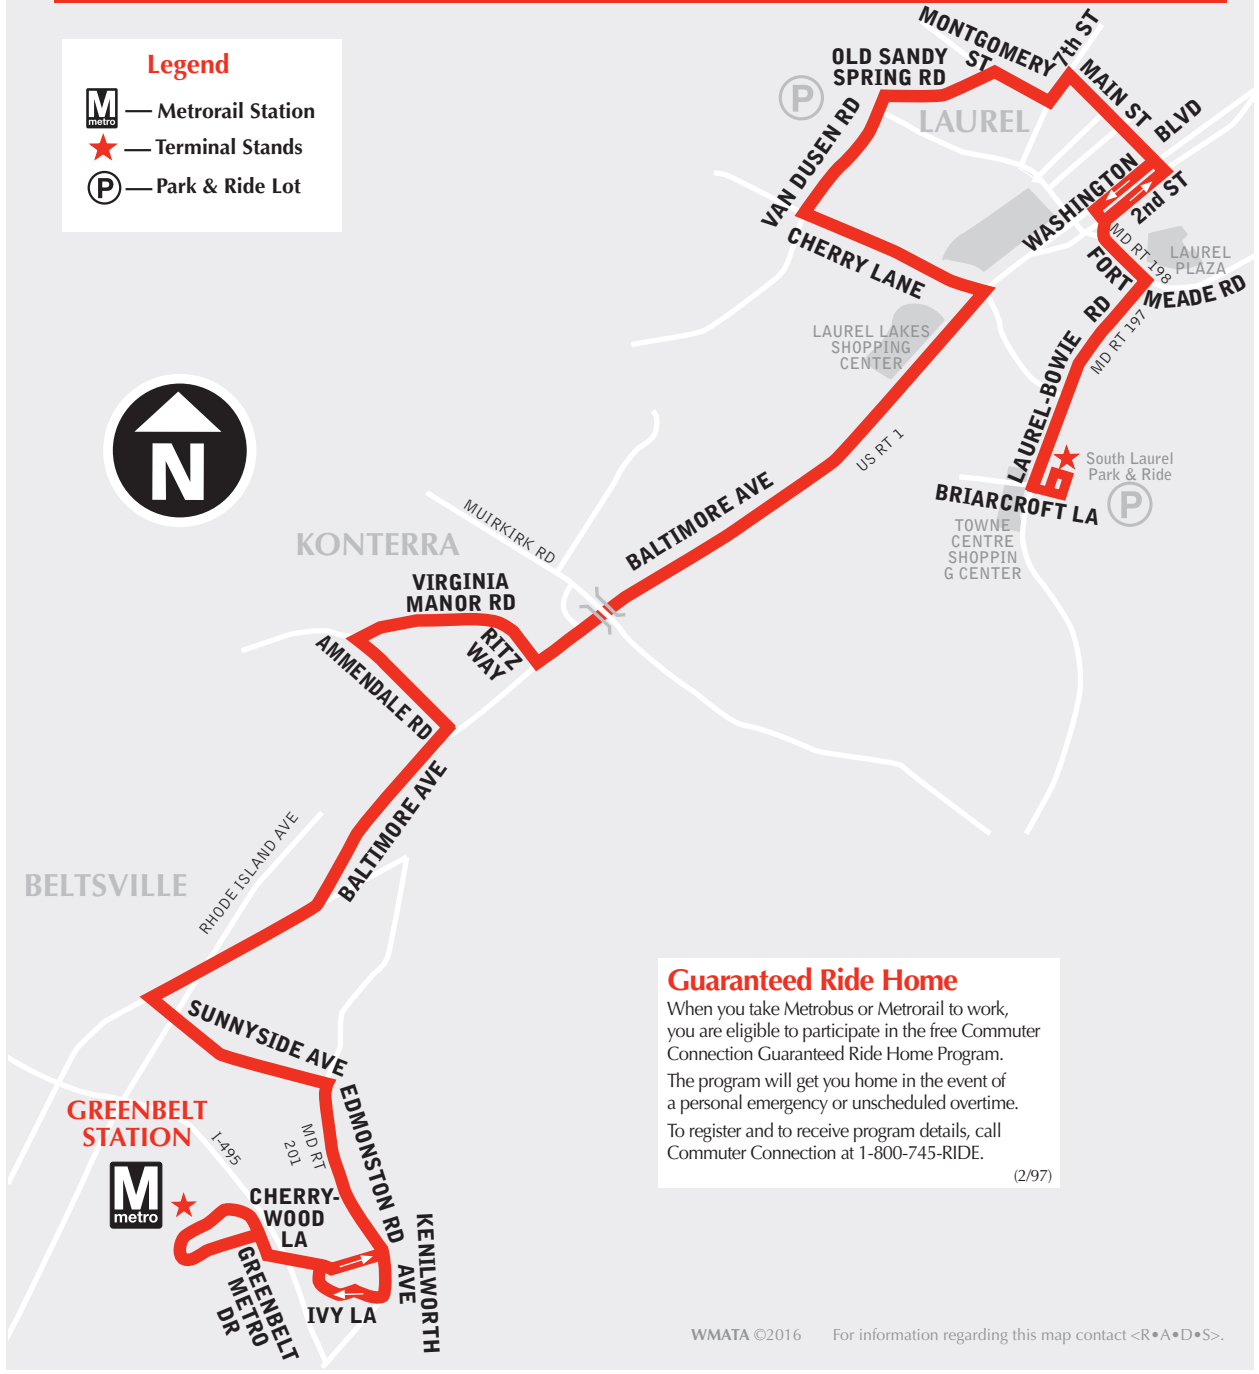 Legend
M
metro
Metrorail Station
Terminal Stands
P
Park & Ride Lot
MONTGOMERY
ST
7th ST
OLD SANDY
SPRING RD
P
LAUREL
MAIN ST
BLVD
WASHINGTON
2nd ST
VAN DUSEN RD
CHERRY LANE
MD RT 198
FORT
MEADE RD
LAUREL
PLAZA
LAUREL LAKES
SHOPPING
CENTER
LAUREL-BOWIE RD
MD RT 197
US RT 1
South Laurel
Park & Ride
P
BRIARCROFT LA
TOWNE
CENTRE
SHOPPIN
G CENTER
N
BALTIMORE AVE
MUIRKIRK RD
KONTERRA
VIRGINIA
MANOR RD
RITZ
WAY
AMMENDALE RD
BALTIMORE AVE
RHODE ISLAND AVE
BELTSVILLE
SUNNYSIDE AVE
EDMONSTON RD
MD RT
201
I-495
GREENBELT
STATION
M
metro
CHERRY-
WOOD
LA
KENILWORTH
AVE
IVY LA
GREENBELT
METRO
DR
Guaranteed Ride Home
When you take Metrobus or Metrorail to work,
you are eligible to participate in the free Commuter
Connection Guaranteed Ride Home Program.
The program will get you home in the event of
a personal emergency or unscheduled overtime.
To register and to receive program details, call
Commuter Connection at 1-800-745-RIDE.
(2/97)
WMATA ©2016 For information regarding this map contact <R•A•D•S>.